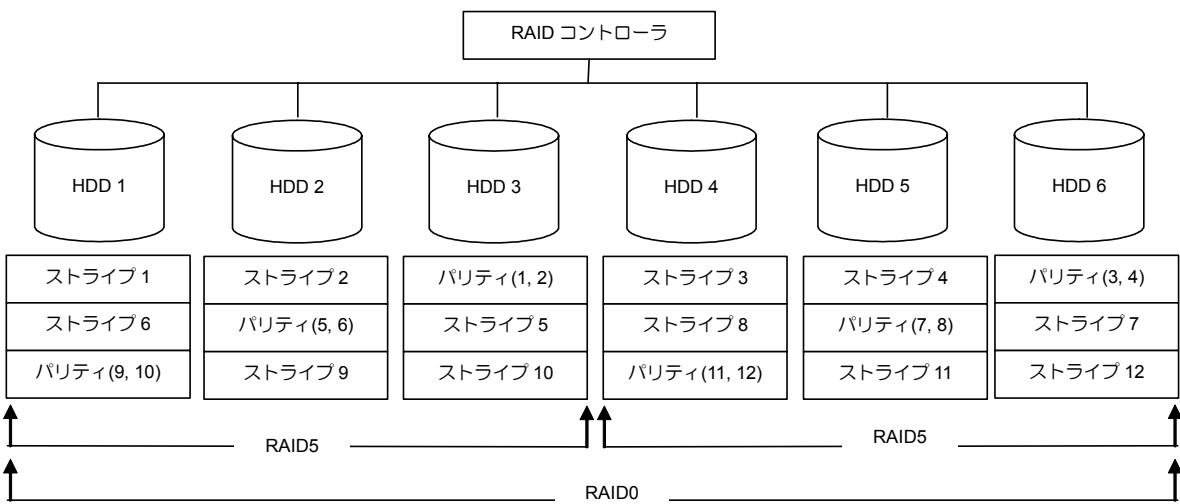 RAID コントローラ
HDD 1
HDD 2
HDD 3
HDD 4
HDD 5
HDD 6
ストライプ 1
ストライプ 2
パリティ(1, 2)
ストライプ 3
ストライプ 4
パリティ(3, 4)
ストライプ 6
パリティ(5, 6)
ストライプ 5
ストライプ 8
パリティ(7, 8)
ストライプ 7
パリティ(9, 10)
ストライプ 9
ストライプ 10
パリティ(11, 12)
ストライプ 11
ストライプ 12
RAID5
RAID5
RAID0